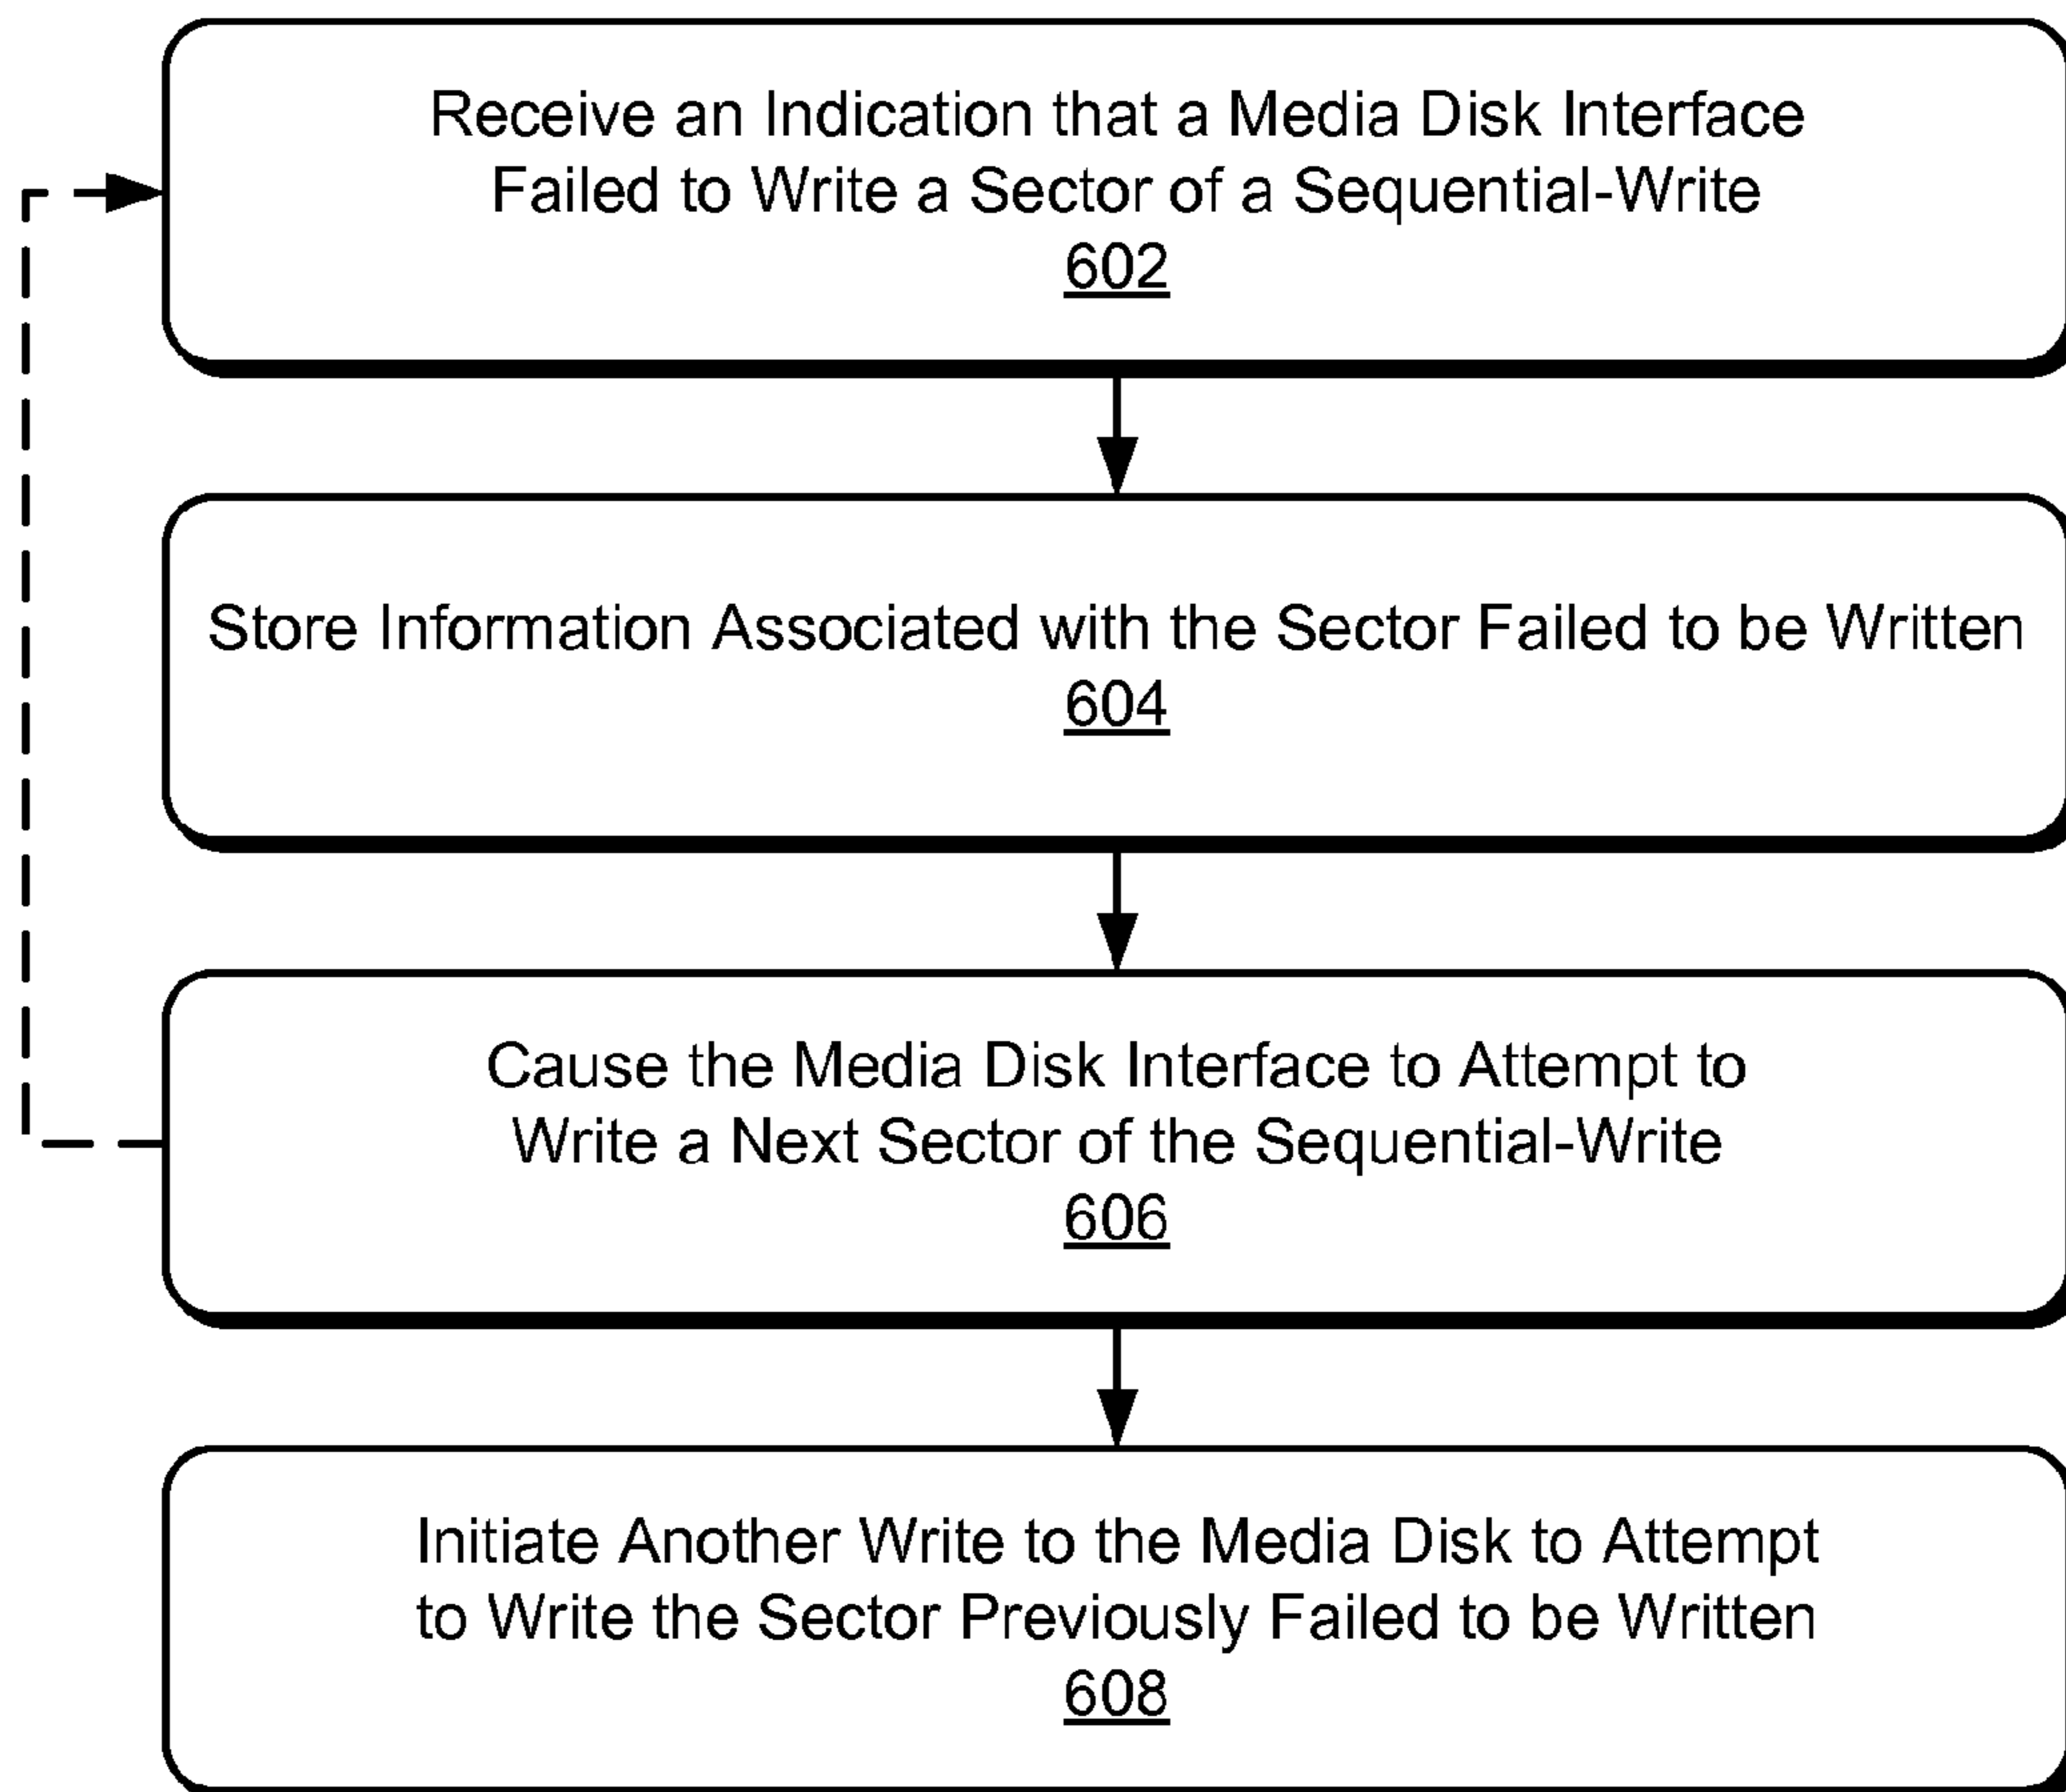 Receive an Indication that a Media Disk Interface
Failed to Write a Sector of a Sequential-Write
602
Store Information Associated with the Sector Failed to be Written
604
Cause the Media Disk Interface to Attempt to
Write a Next Sector of the Sequential-Write
606
Initiate Another Write to the Media Disk to Attempt
to Write the Sector Previously Failed to be Written
608